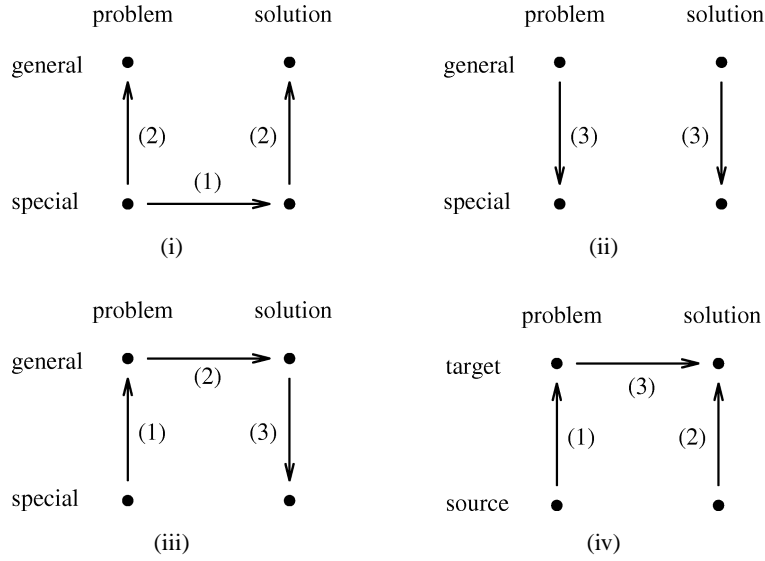 problem solution
general
(2) (2)
(1)
special
(i)
problem solution
general
(3) (3)
special
(ii)
problem solution
general
(2)
(1) (3)
special
(iii)
problem solution
target
(3)
(1) (2)
source
(iv)